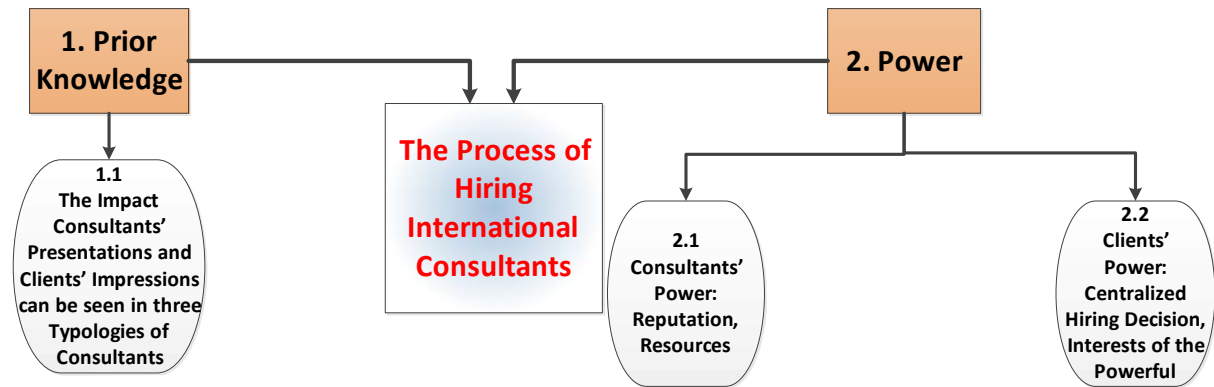 1. Prior
Knowledge
2. Power
The Process of
Hiring
International
Consultants
1.1
The Impact
Consultants’
Presentations and
Clients’ Impressions
can be seen in three
Typologies of
Consultants
2.1
Consultants’
Power:
Reputation,
Resources
2.2
Clients’
Power:
Centralized
Hiring Decision,
Interests of the
Powerful